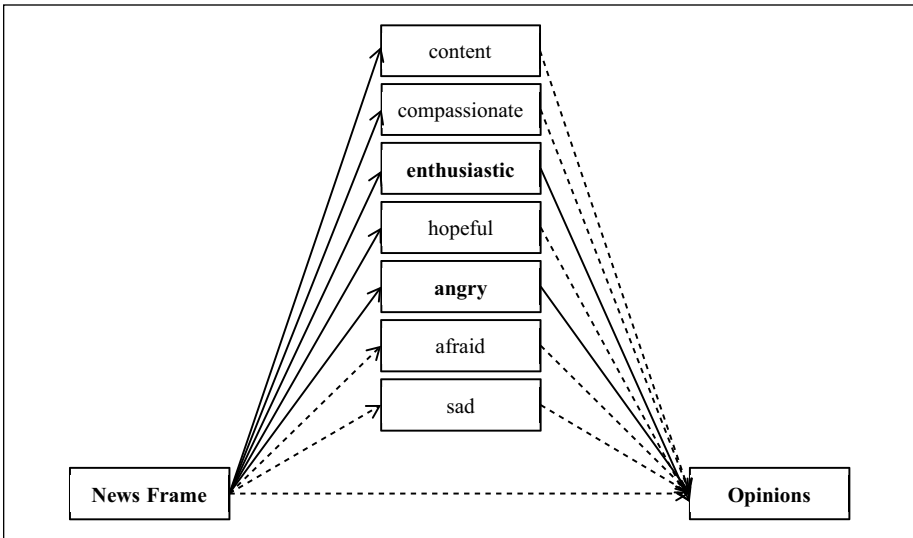 content
compassionate
enthusiastic
hopeful
angry
afraid
sad
News Frame
Opinions